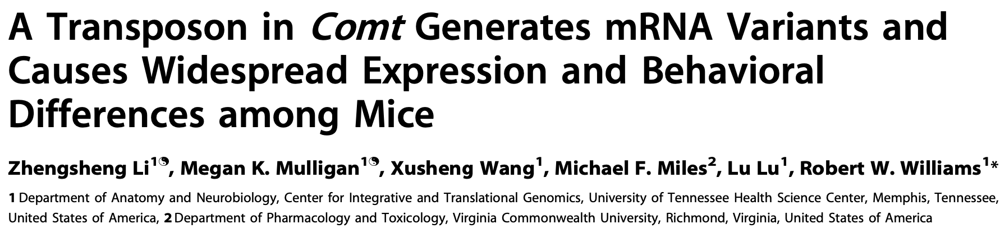 A Transposon in Comt Generates mRNA Variants and
Causes Widespread Expression and Behavioral
Differences among Mice
Zhengsheng Li1☯, Megan K. Mulligan1☯, Xusheng Wang1, Michael F. Miles2, Lu Lu1, Robert W. Williams1*
1 Department of Anatomy and Neurobiology, Center for Integrative and Translational Genomics, University of Tennessee Health Science Center, Memphis, Tennessee,
United States of America, 2 Department of Pharmacology and Toxicology, Virginia Commonwealth University, Richmond, Virginia, United States of America